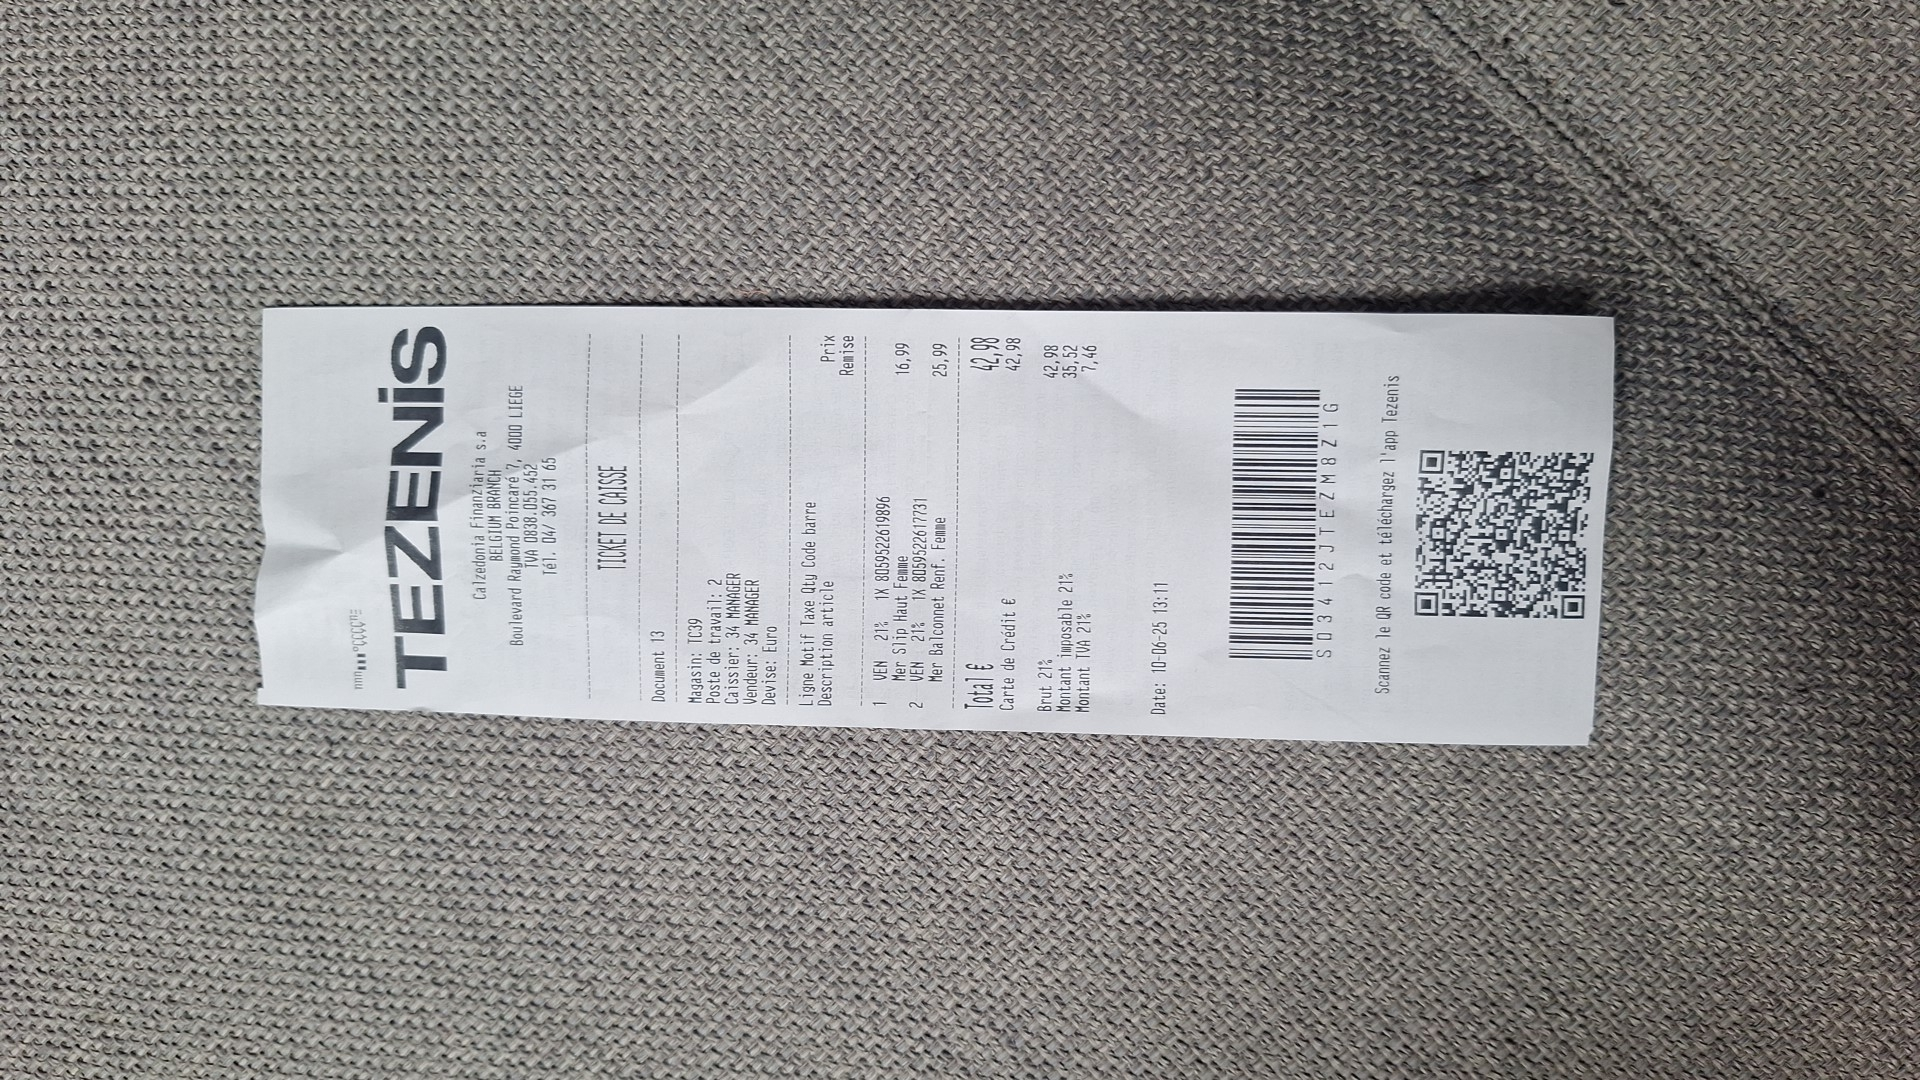 TEZENIS
Calzedonia Finanziaria s.a
BELGIUM BRANCH
Boulevard Raymond Poincaré 7, 4000 LIEGE
TVA 0838.055.452
Tél. 04/ 367 31 65
TICKET DE CAISSE
Document 13
Magasin: TC39
Poste de travail: 2
Caissier: 34 MANAGER
Vendeur: 34 MANAGER
Devise: Euro
Ligne Motif Taxe Qty Code barre Prix
Description article Remise
1 VEN 21% 1X 8059522619896
Mer Slip Haut Femme 16,99
2 VEN 21% 1X 8059522617731
Mer Balconnet Renf. Femme 25,99
Total € 42,98
Carte de Crédit € 42,98
Brut 21% 42,98
Montant imposable 21% 35,52
Montant TVA 21% 7,46
Date: 10-06-25 13:11
S03412JTEZM8Z1G
Scannez le QR code et téléchargez l'app Tezenis